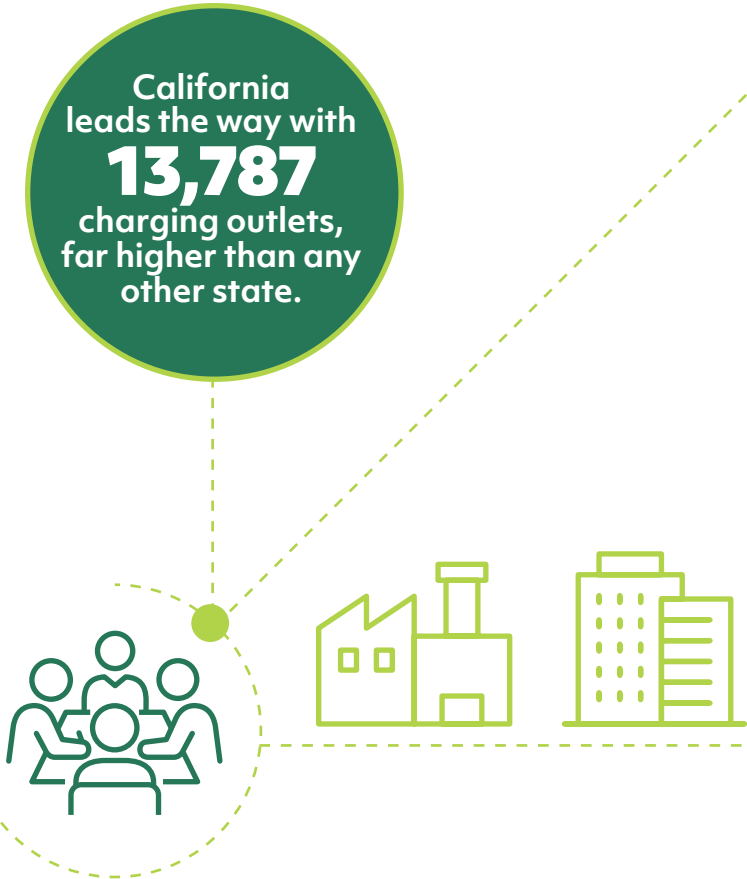 California
leads the way with
13,787
charging outlets,
far higher than any
other state.